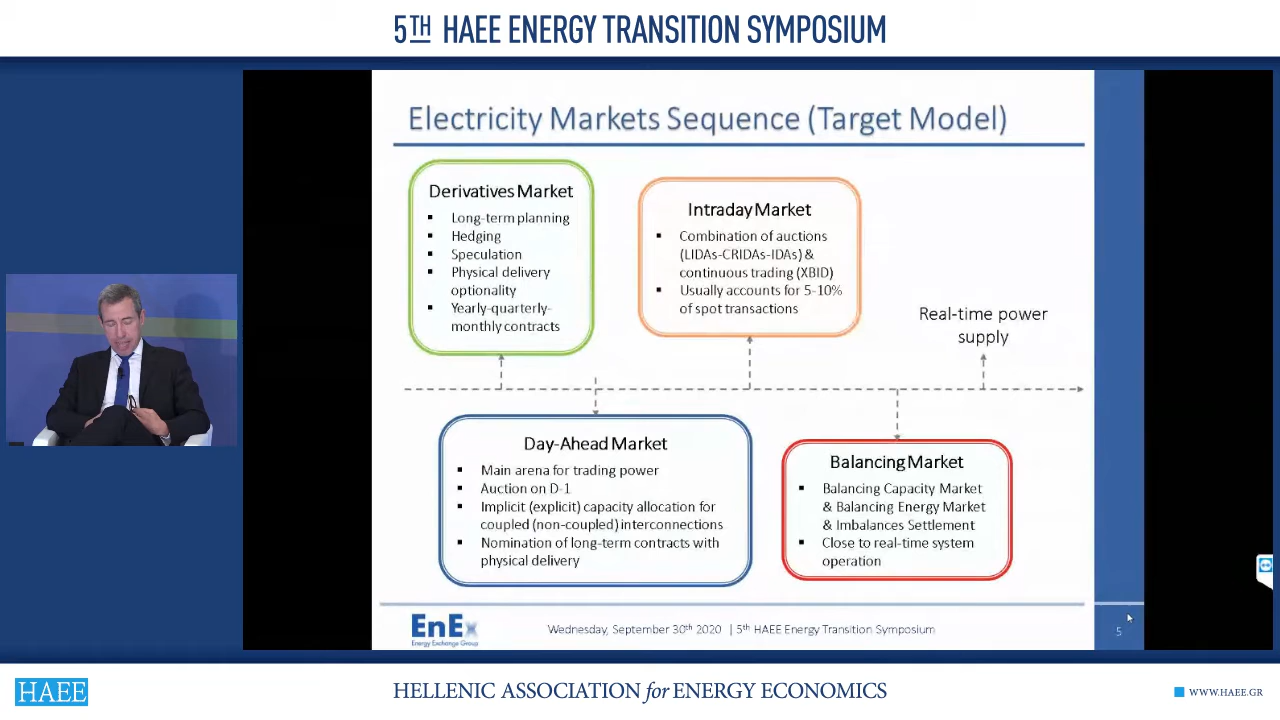 5TH HAEE ENERGY TRANSITION SYMPOSIUM
Electricity Markets Sequence (Target Model)
Derivatives Market
▪ Long-term planning
▪ Hedging
▪ Speculation
▪ Physical delivery
optionality
▪ Yearly-quarterly-
monthly contracts
Intraday Market
▪ Combination of auctions
(LIDAs-CRIDAs-IDAs) &
continuous trading (XBID)
▪ Usually accounts for 5-10%
of spot transactions
Real-time power
supply
Day-Ahead Market
▪ Main arena for trading power
▪ Auction on D-1
▪ Implicit (explicit) capacity allocation for
coupled (non-coupled) interconnections
▪ Nomination of long-term contracts with
physical delivery
Balancing Market
▪ Balancing Capacity Market
& Balancing Energy Market
& Imbalances Settlement
▪ Close to real-time system
operation
EnEx
Energy Exchange Group
Wednesday, September 30th 2020 | 5th HAEE Energy Transition Symposium
5
HAEE
HELLENIC ASSOCIATION for ENERGY ECONOMICS
WWW.HAEE.GR